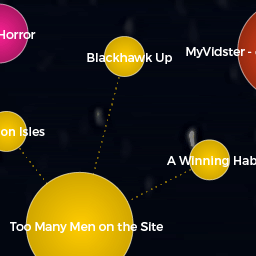 Horror
Blackhawk Up
MyVidster -
on Isles
A Winning Hab
Too Many Men on the Site